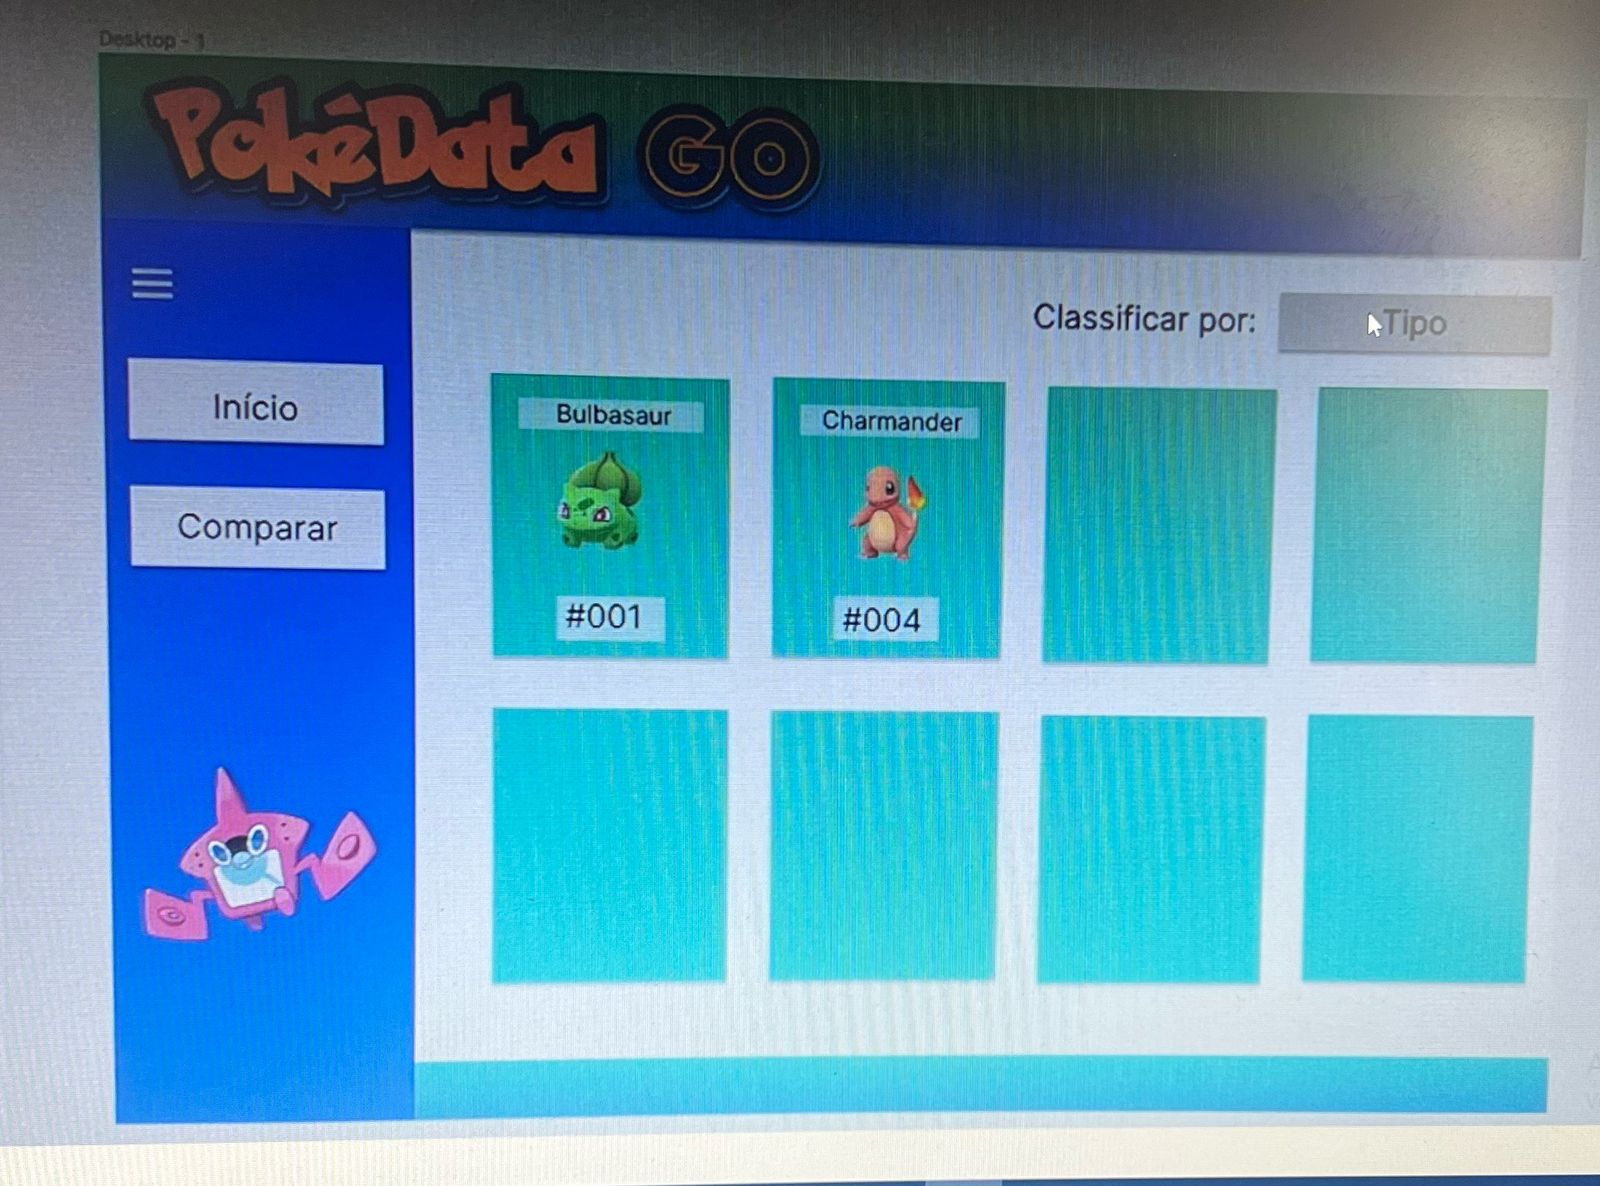 Desktop - 1
PokéData GO
Classificar por:
Tipo
Início
Bulbasaur
Charmander
Comparar
#001
#004